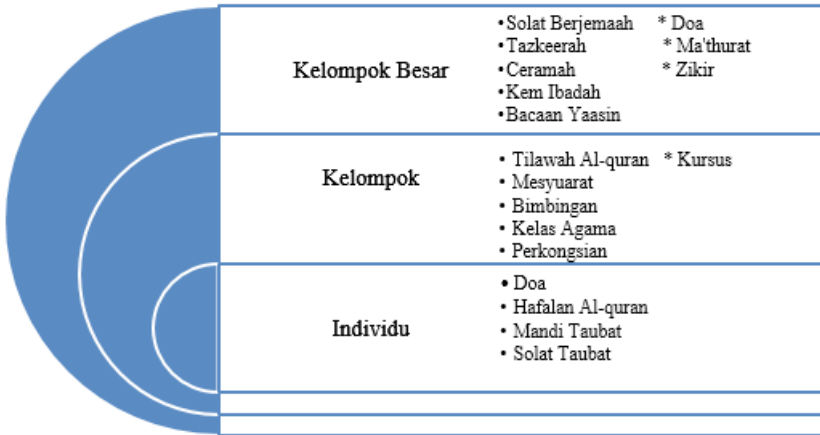 Kelompok Besar
•Solat Berjemaah * Doa
•Tazkeerah * Ma'thurat
•Ceramah * Zikir
•Kem Ibadah
•Bacaan Yaasin
Kelompok
• Tilawah Al-quran * Kursus
• Mesyuarat
• Bimbingan
• Kelas Agama
• Perkongsian
Individu
• Doa
• Hafalan Al-quran
• Mandi Taubat
• Solat Taubat